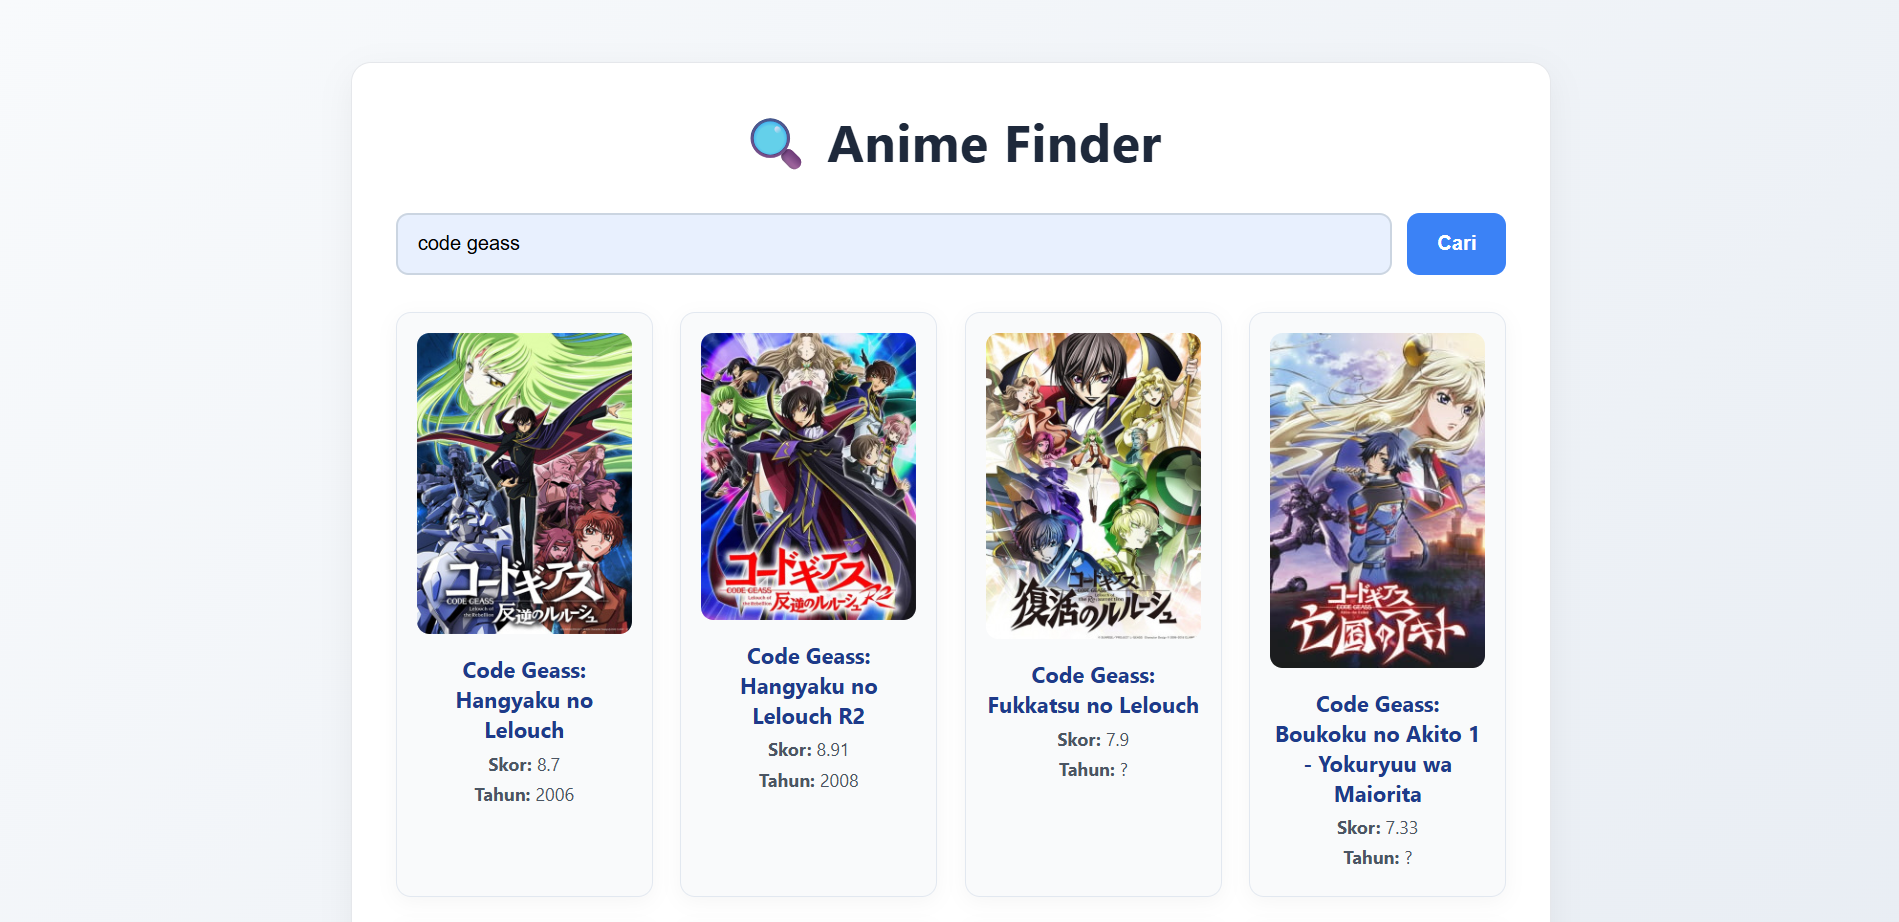 Anime Finder
code geass
Cari
コードギアス
CODE GEASS
Lelouch of the Rebellion
反逆のルルーシュ
Code Geass:
Hangyaku no
Lelouch
Skor: 8.7
Tahun: 2006
コードギアス
CODE GEASS
Lelouch of the Rebellion
反逆のルルーシュ R2
Code Geass:
Hangyaku no
Lelouch R2
Skor: 8.91
Tahun: 2008
コードギアス
CODE GEASS
復活のルルーシュ
Code Geass:
Fukkatsu no Lelouch
Skor: 7.9
Tahun: ?
コードギアス
CODE GEASS
亡国のアキト
Code Geass:
Boukoku no Akito 1
- Yokuryuu wa
Maiorita
Skor: 7.33
Tahun: ?